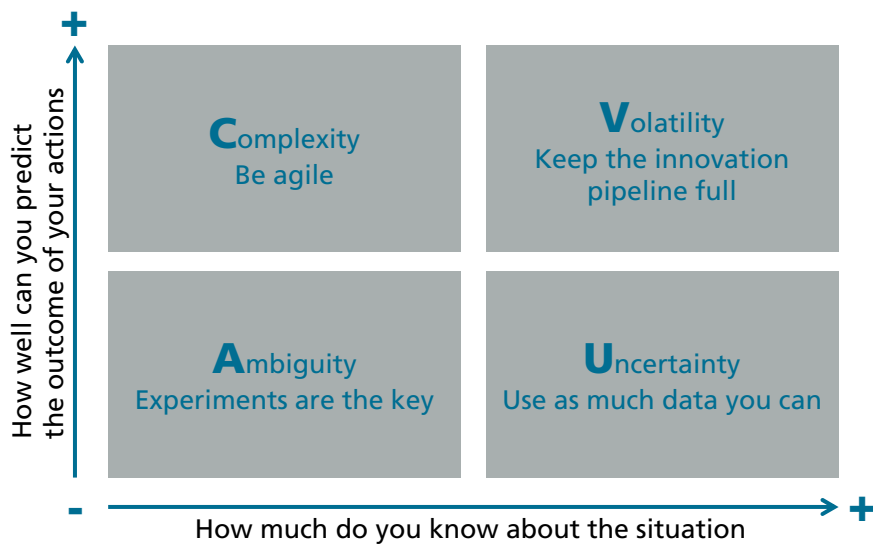 +
How well can you predict
the outcome of your actions
Complexity
Be agile
Volatility
Keep the innovation
pipeline full
Ambiguity
Experiments are the key
Uncertainty
Use as much data you can
-
+
How much do you know about the situation